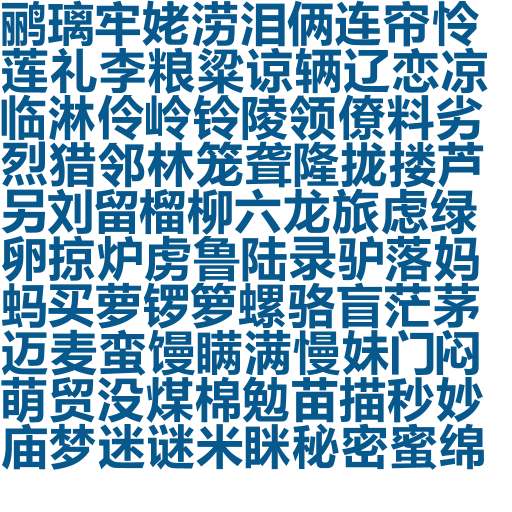 鹂璃牢姥涝泪俩连帘怜
莲礼李粮粱谅辆辽恋凉
临淋伶岭铃陵领僚料劣
烈猎邻林笼聋隆拢搂芦
另刘留榴柳六龙旅虑绿
卵掠炉虏鲁陆录驴落妈
蚂买萝锣箩螺骆盲茫茅
迈麦蛮馒瞒满慢妹门闷
萌贸没煤棉勉苗描秒妙
庙梦迷谜米眯秘密蜜绵